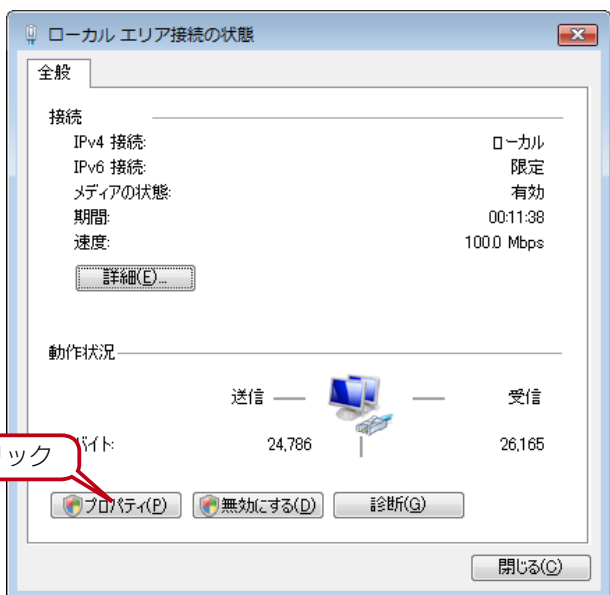 ローカル エリア接続の状態
全般
接続
IPv4 接続: ローカル
IPv6 接続: 限定
メディアの状態: 有効
期間: 00:11:38
速度: 100.0 Mbps
詳細(E)...
動作状況
送信 受信
バイト: 24,786 26,165
リック
プロパティ(P) 無効にする(D) 診断(G)
閉じる(C)